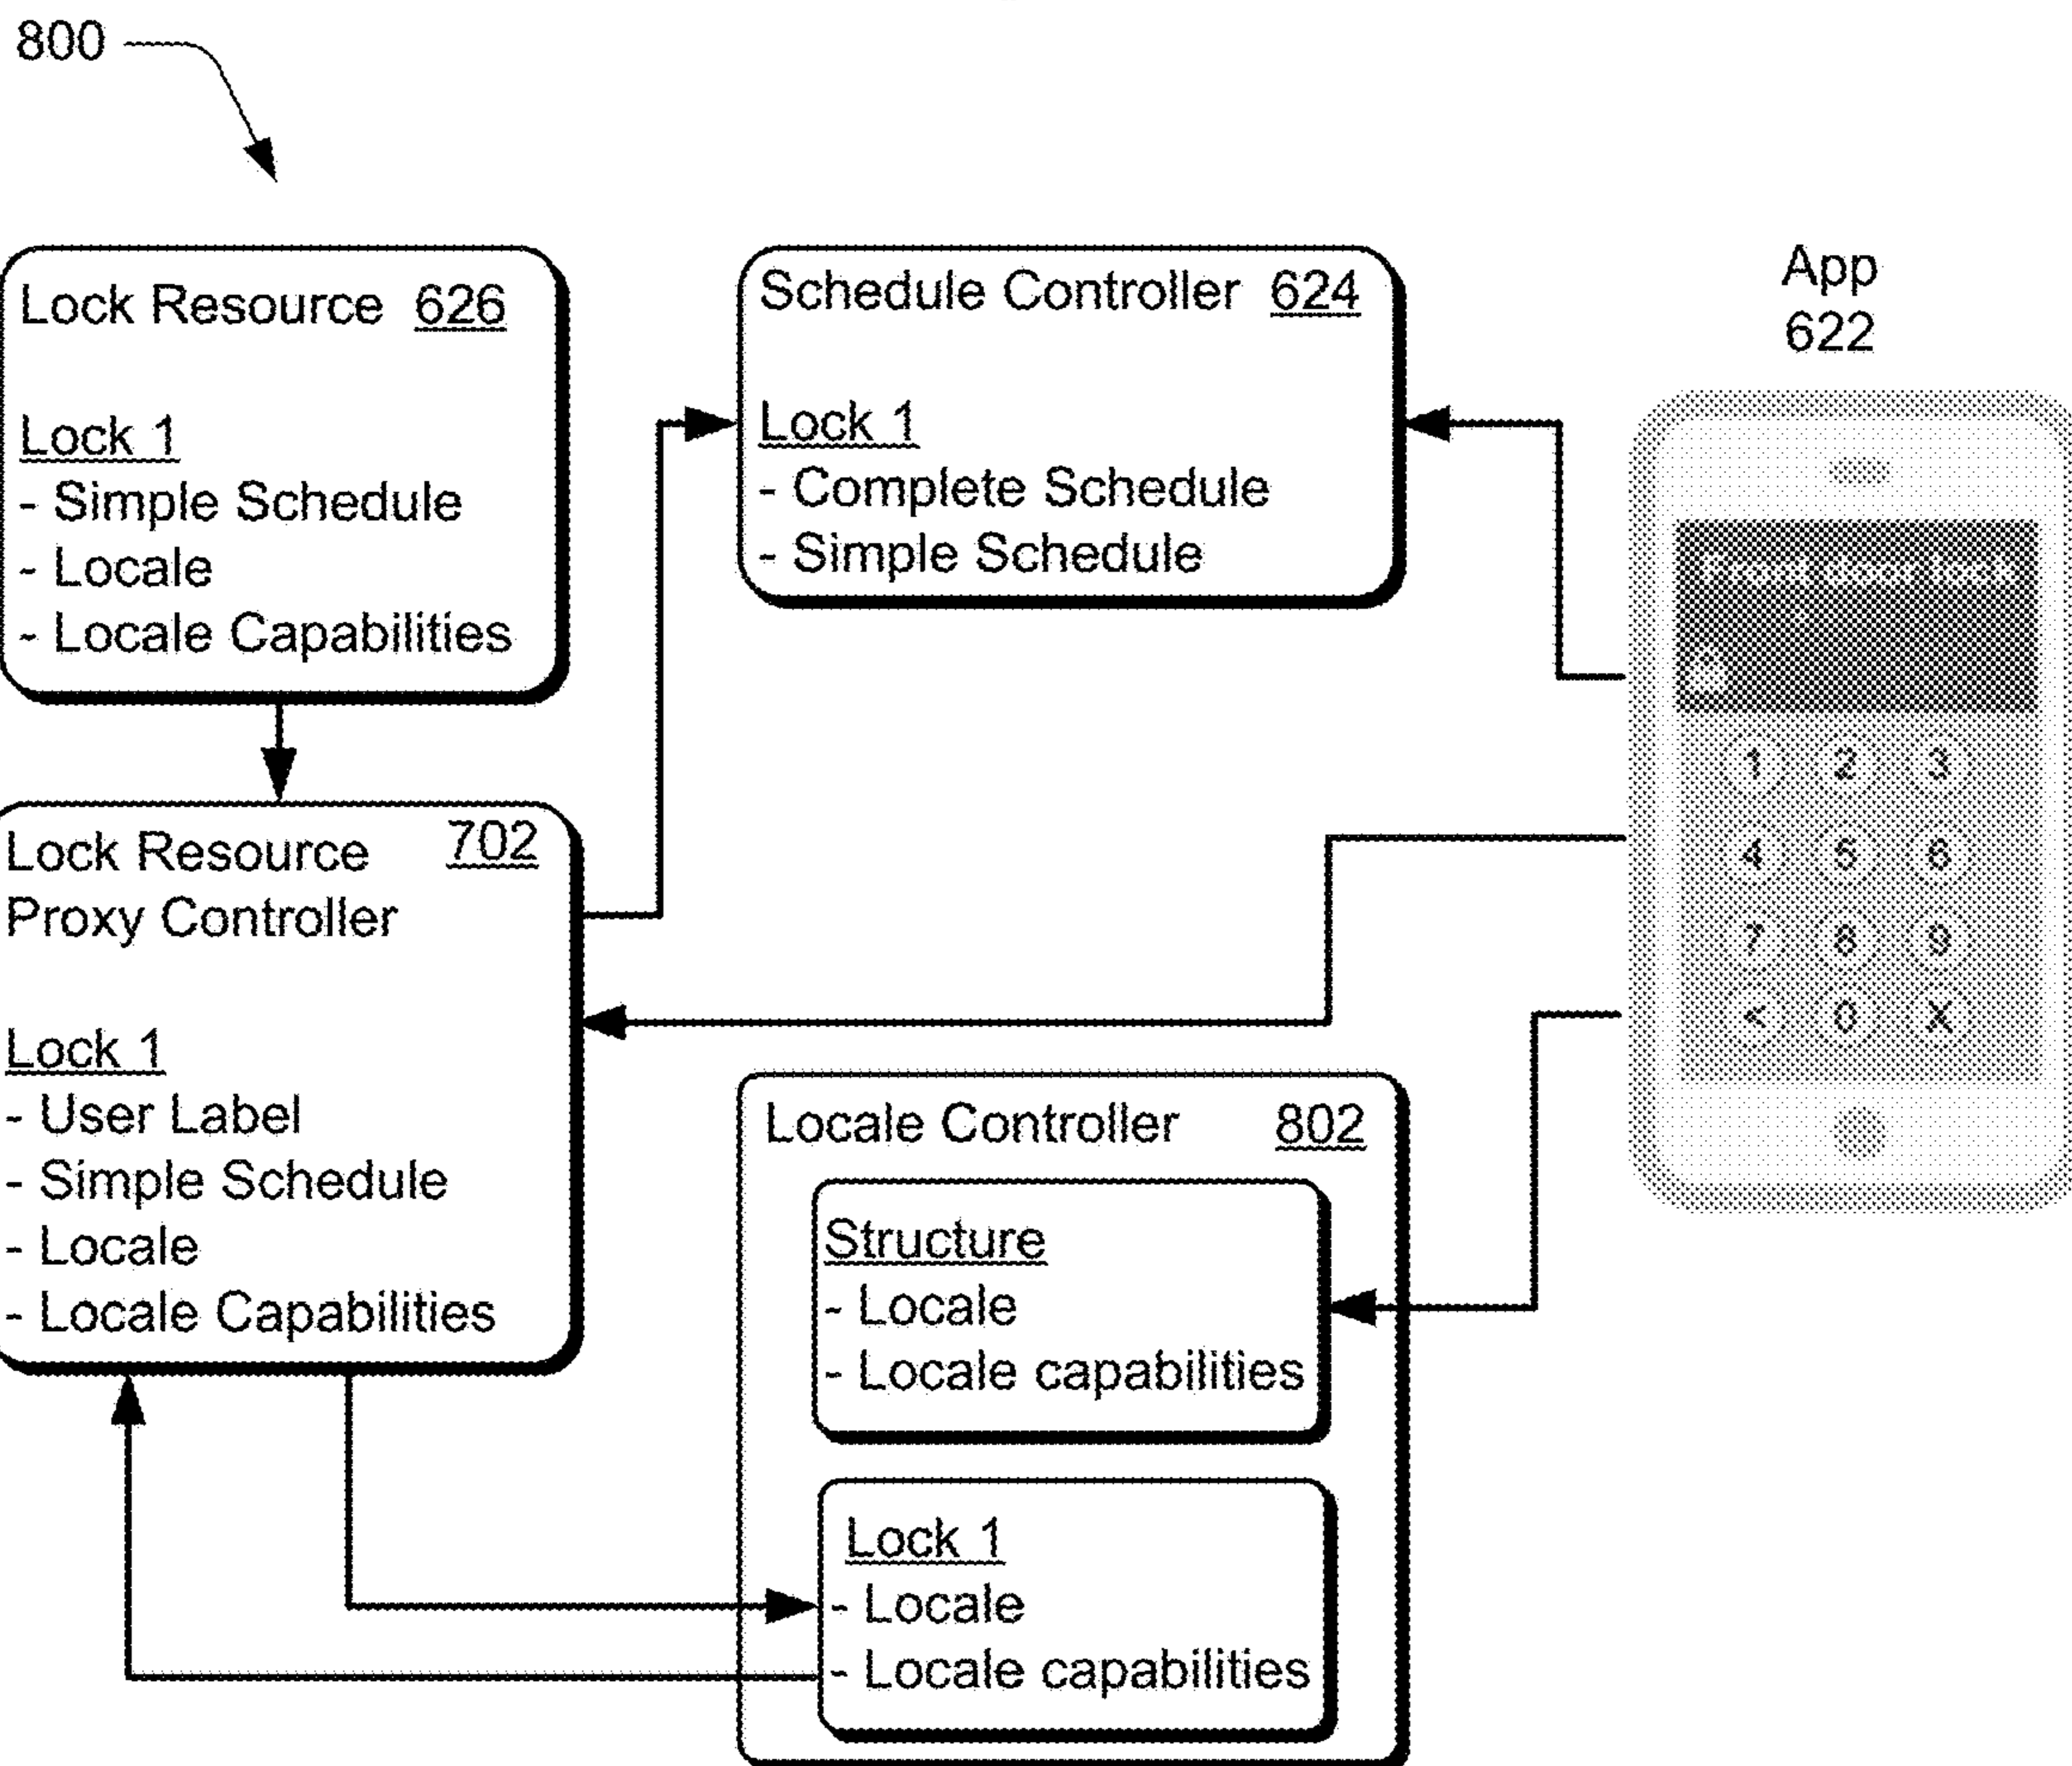 800
Lock Resource 626
Lock 1
- Simple Schedule
- Locale
- Locale Capabilities
Schedule Controller 624
Lock 1
- Complete Schedule
- Simple Schedule
App
622
1 2 3
4 5 6
7 8 9
< 0 X
Lock Resource 702
Proxy Controller
Lock 1
- User Label
- Simple Schedule
- Locale
- Locale Capabilities
Locale Controller 802
Structure
- Locale
- Locale capabilities
Lock 1
- Locale
- Locale capabilities